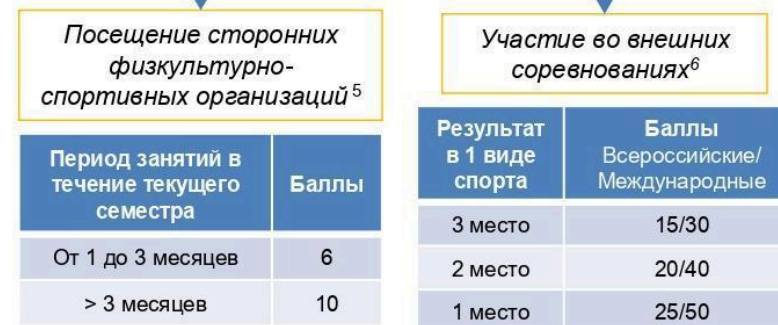 Посещение сторонних
физкультурно-
спортивных организаций 5
Период занятий в
течение текущего
семестра
Баллы
От 1 до 3 месяцев 6
> 3 месяцев 10
Участие во внешних
соревнованиях6
Результат
в 1 виде
спорта
Баллы
Всероссийские/
Международные
3 место 15/30
2 место 20/40
1 место 25/50